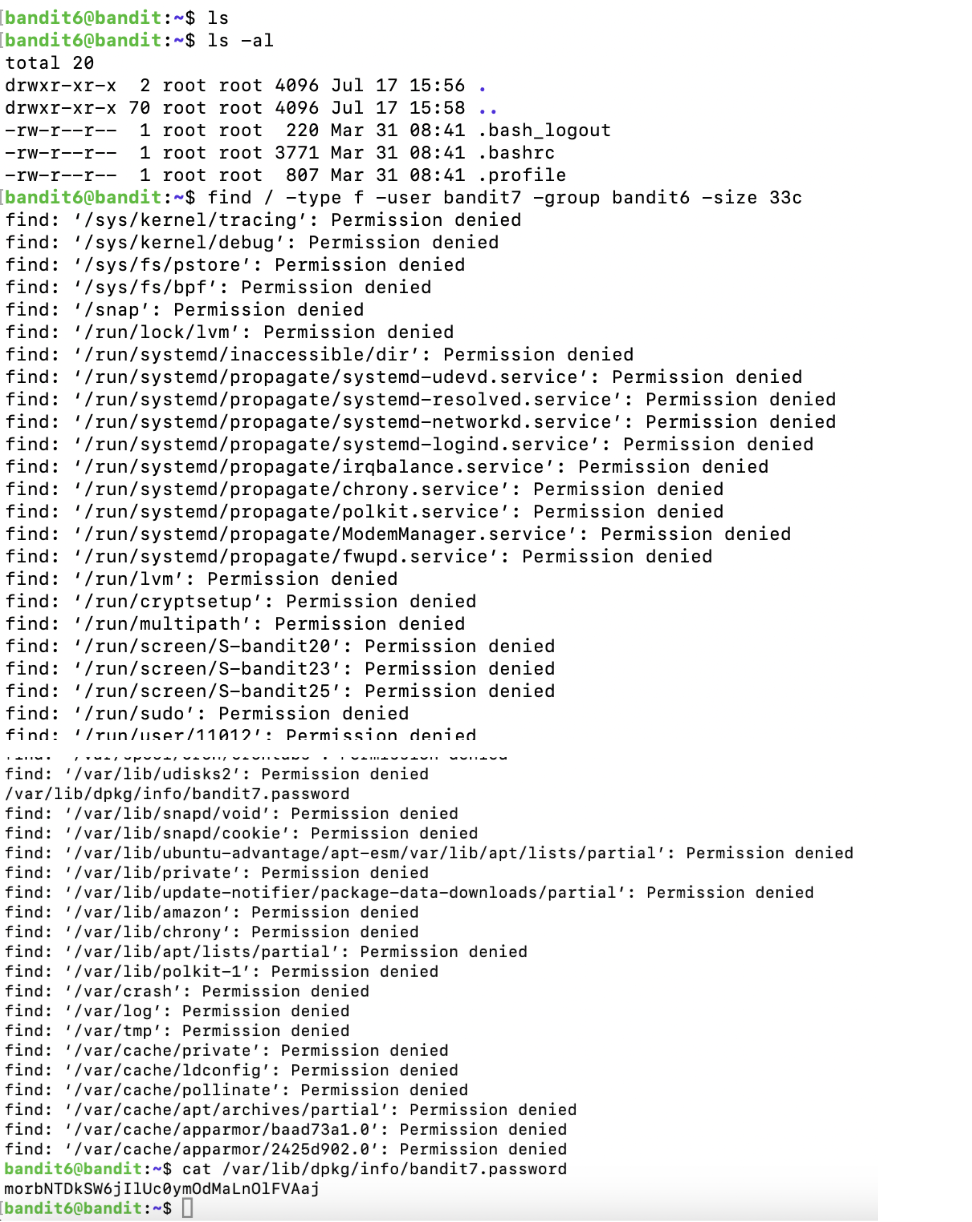 [bandit6@bandit:~$ ls
[bandit6@bandit:~$ ls -al
total 20
drwxr-xr-x  2 root root 4096 Jul 17 15:56 .
drwxr-xr-x 70 root root 4096 Jul 17 15:58 ..
-rw-r--r--  1 root root  220 Mar 31 08:41 .bash_logout
-rw-r--r--  1 root root 3771 Mar 31 08:41 .bashrc
-rw-r--r--  1 root root  807 Mar 31 08:41 .profile
[bandit6@bandit:~$ find / -type f -user bandit7 -group bandit6 -size 33c
find: ‘/sys/kernel/tracing’: Permission denied
find: ‘/sys/kernel/debug’: Permission denied
find: ‘/sys/fs/pstore’: Permission denied
find: ‘/sys/fs/bpf’: Permission denied
find: ‘/snap’: Permission denied
find: ‘/run/lock/lvm’: Permission denied
find: ‘/run/systemd/inaccessible/dir’: Permission denied
find: ‘/run/systemd/propagate/systemd-udevd.service’: Permission denied
find: ‘/run/systemd/propagate/systemd-resolved.service’: Permission denied
find: ‘/run/systemd/propagate/systemd-networkd.service’: Permission denied
find: ‘/run/systemd/propagate/systemd-logind.service’: Permission denied
find: ‘/run/systemd/propagate/irqbalance.service’: Permission denied
find: ‘/run/systemd/propagate/chrony.service’: Permission denied
find: ‘/run/systemd/propagate/polkit.service’: Permission denied
find: ‘/run/systemd/propagate/ModemManager.service’: Permission denied
find: ‘/run/systemd/propagate/fwupd.service’: Permission denied
find: ‘/run/lvm’: Permission denied
find: ‘/run/cryptsetup’: Permission denied
find: ‘/run/multipath’: Permission denied
find: ‘/run/screen/S-bandit20’: Permission denied
find: ‘/run/screen/S-bandit23’: Permission denied
find: ‘/run/screen/S-bandit25’: Permission denied
find: ‘/run/sudo’: Permission denied
find: ‘/run/user/11012’: Permission denied
find: ‘/var/spool/cron/crontabs’: Permission denied
find: ‘/var/lib/udisks2’: Permission denied
/var/lib/dpkg/info/bandit7.password
find: ‘/var/lib/snapd/void’: Permission denied
find: ‘/var/lib/snapd/cookie’: Permission denied
find: ‘/var/lib/ubuntu-advantage/apt-esm/var/lib/apt/lists/partial’: Permission denied
find: ‘/var/lib/private’: Permission denied
find: ‘/var/lib/update-notifier/package-data-downloads/partial’: Permission denied
find: ‘/var/lib/amazon’: Permission denied
find: ‘/var/lib/chrony’: Permission denied
find: ‘/var/lib/apt/lists/partial’: Permission denied
find: ‘/var/lib/polkit-1’: Permission denied
find: ‘/var/crash’: Permission denied
find: ‘/var/log’: Permission denied
find: ‘/var/tmp’: Permission denied
find: ‘/var/cache/private’: Permission denied
find: ‘/var/cache/ldconfig’: Permission denied
find: ‘/var/cache/pollinate’: Permission denied
find: ‘/var/cache/apt/archives/partial’: Permission denied
find: ‘/var/cache/apparmor/baad73a1.0’: Permission denied
find: ‘/var/cache/apparmor/2425d902.0’: Permission denied
bandit6@bandit:~$ cat /var/lib/dpkg/info/bandit7.password
morbNTDkSW6jIlUc0ymOdMaLnOlFVAaj
[bandit6@bandit:~$